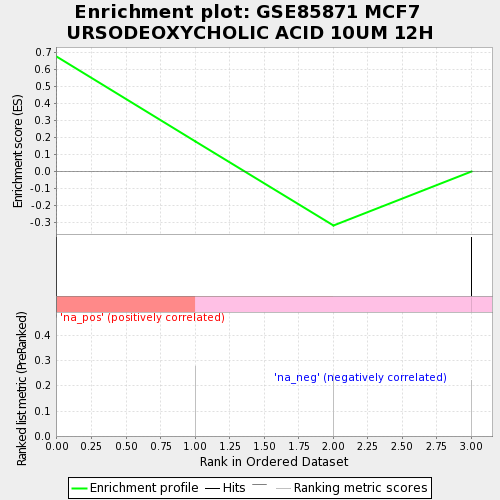 Enrichment plot: GSE85871 MCF7
URSODEOXYCHOLIC ACID 10UM 12H
Enrichment score (ES)
0.7
0.6
0.5
0.4
0.3
0.2
0.1
0.0
-0.1
-0.2
-0.3
'na_pos' (positively correlated)
'na_neg' (negatively correlated)
Ranked list metric (PreRanked)
0.4
0.3
0.2
0.1
0.0
0.00 0.25 0.50 0.75 1.00 1.25 1.50 1.75 2.00 2.25 2.50 2.75 3.00
Rank in Ordered Dataset
Enrichment profile Hits Ranking metric scores